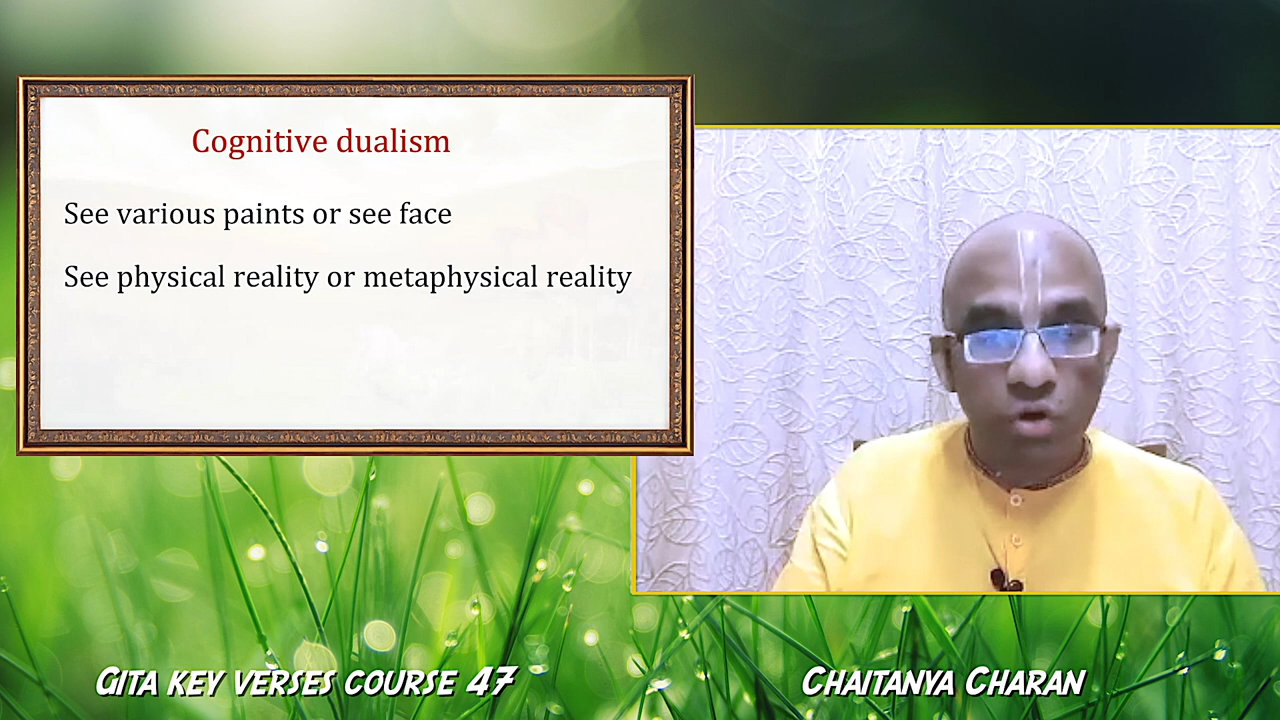 Cognitive dualism
See various paints or see face
See physical reality or metaphysical reality
GITA KEY VERSES COURSE 47
CHAITANYA CHARAN